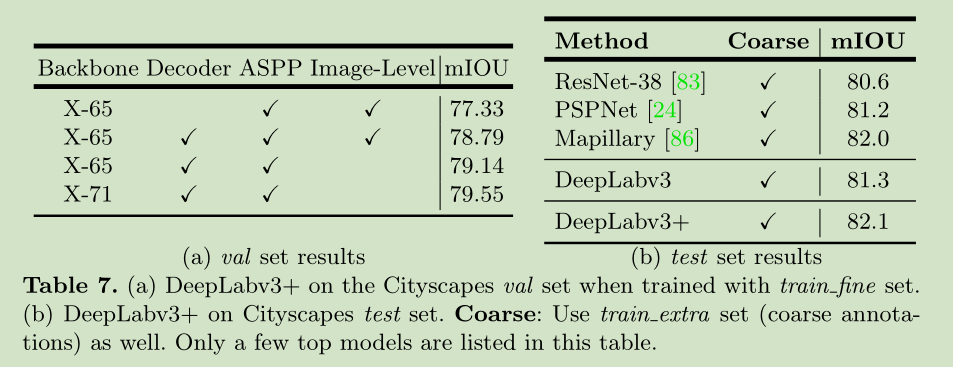 Backbone Decoder ASPP Image-Level mIOU
X-65 ✓ ✓ 77.33
X-65 ✓ ✓ ✓ 78.79
X-65 ✓ ✓ 79.14
X-71 ✓ ✓ 79.55
(a) val set results
Method Coarse mIOU
ResNet-38 [83] ✓ 80.6
PSPNet [24] ✓ 81.2
Mapillary [86] ✓ 82.0
DeepLabv3 ✓ 81.3
DeepLabv3+ ✓ 82.1
(b) test set results
Table 7. (a) DeepLabv3+ on the Cityscapes val set when trained with train_fine set.
(b) DeepLabv3+ on Cityscapes test set. Coarse: Use train_extra set (coarse annota-
tions) as well. Only a few top models are listed in this table.